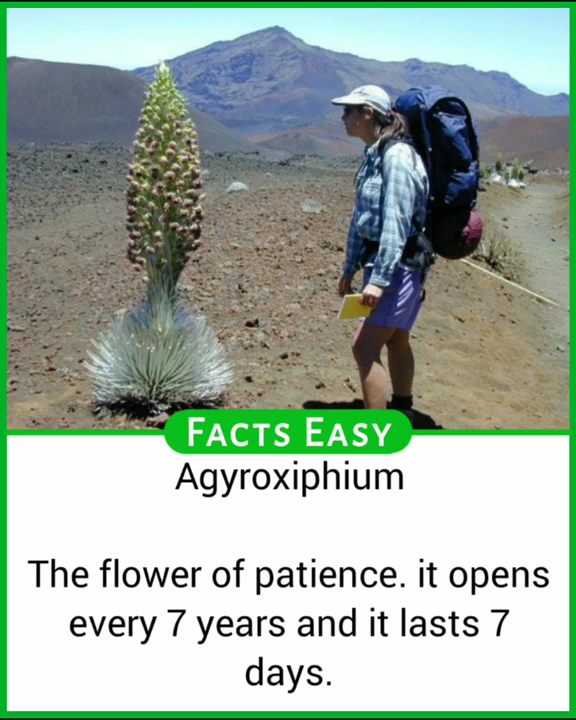 FACTS EASY
Agyroxiphium
The flower of patience. it opens
every 7 years and it lasts 7
days.